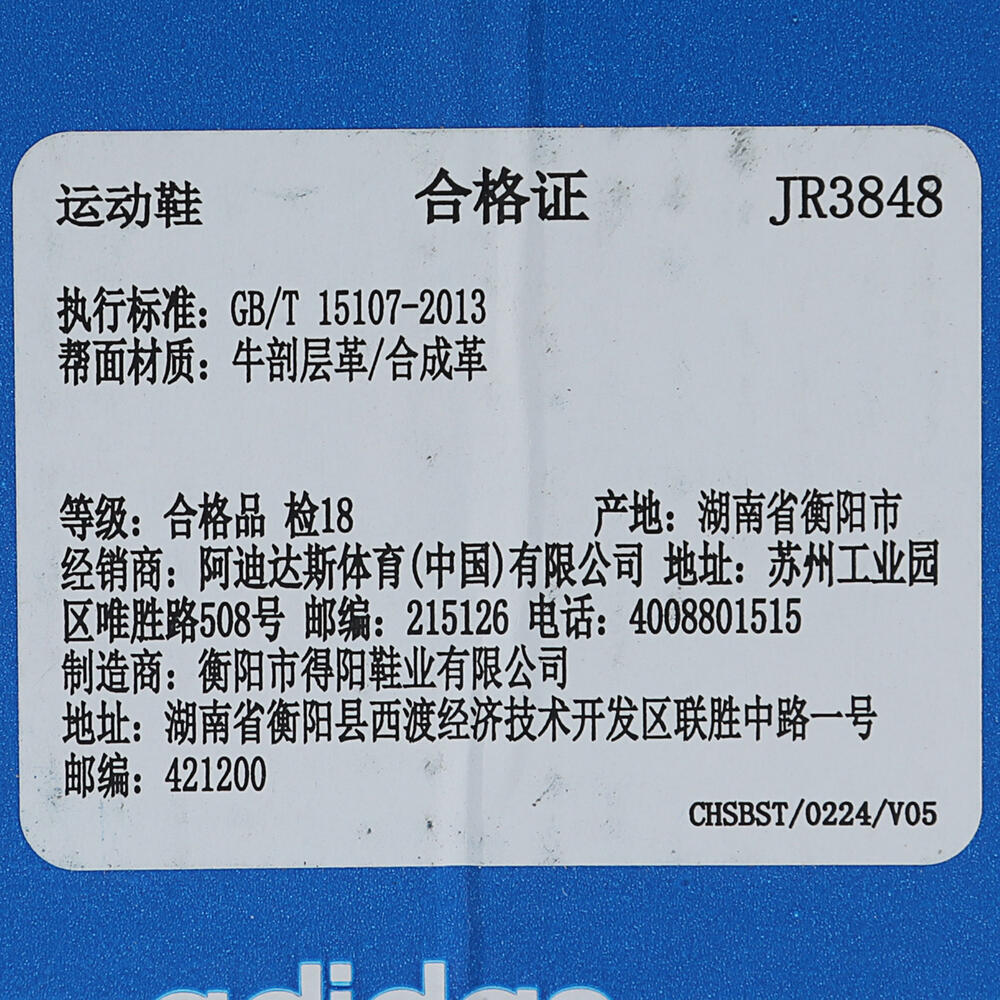 运动鞋 合格证 JR3848
执行标准：GB/T 15107-2013
帮面材质：牛剖层革/合成革
等级：合格品 检18 产地：湖南省衡阳市
经销商：阿迪达斯体育(中国)有限公司 地址：苏州工业园
区唯胜路508号 邮编：215126 电话：4008801515
制造商：衡阳市得阳鞋业有限公司
地址：湖南省衡阳县西渡经济技术开发区联胜中路一号
邮编：421200
CHSBST/0224/V05
adidas